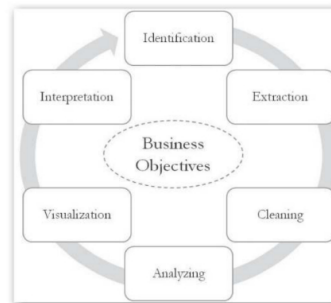 Identification
Extraction
Cleaning
Analyzing
Visualization
Interpretation
Business
Objectives